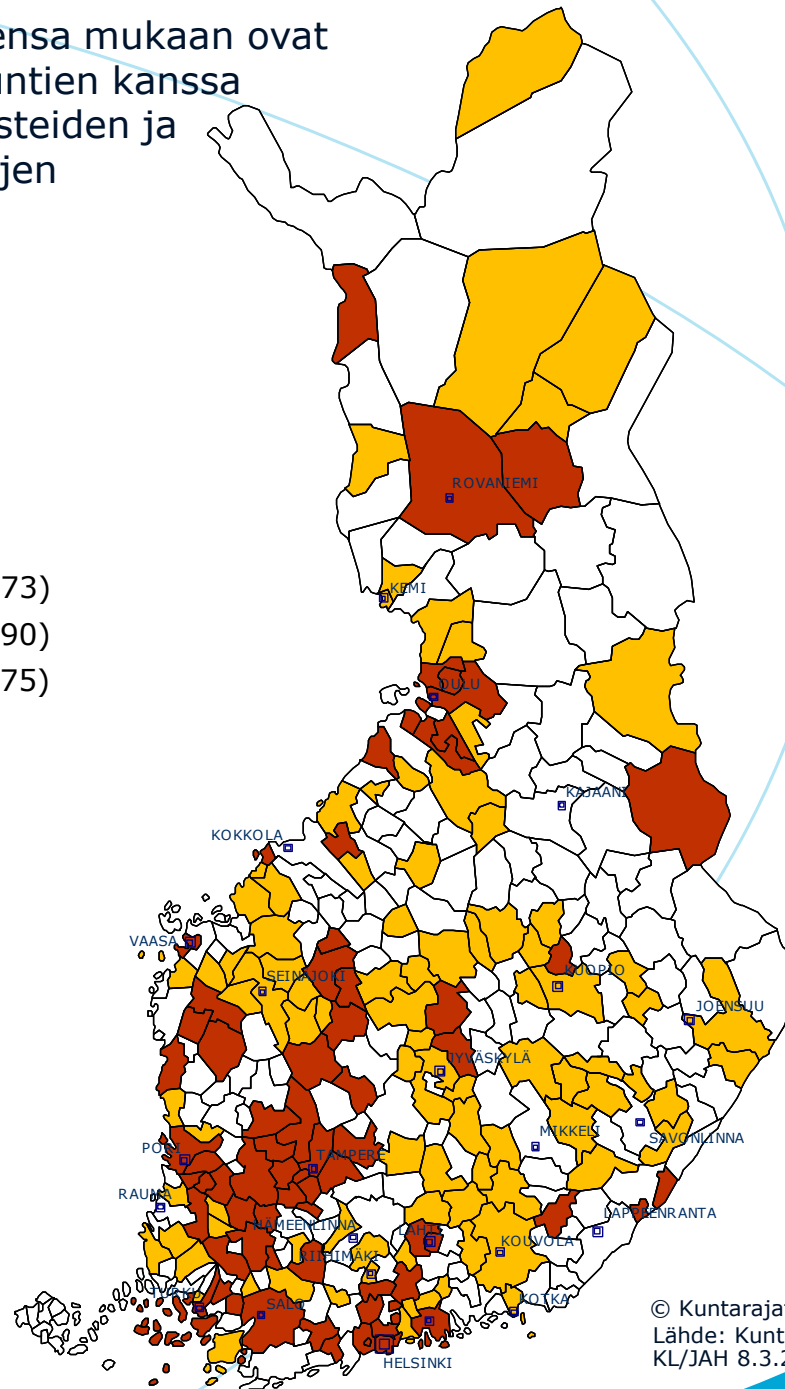 ensa mukaan ovat
untien kanssa
steiden ja
jen
73)
90)
75)
ROVANIEMI
KEMI
OULU
KAJAANI
KOKKOLA
VAASA
SEINÄJOKI
KUOPIO
JOENSUU
JYVÄSKYLÄ
MIKKELI
SAVONLINNA
PORI
TAMPERE
RAUMA
HÄMEENLINNA
LAHTI
LAPPEENRANTA
KOUVOLA
RIIHIMÄKI
TURKU
SALO
KOTKA
HELSINKI
© Kuntaraja
Lähde: Kunt
KL/JAH 8.3.2